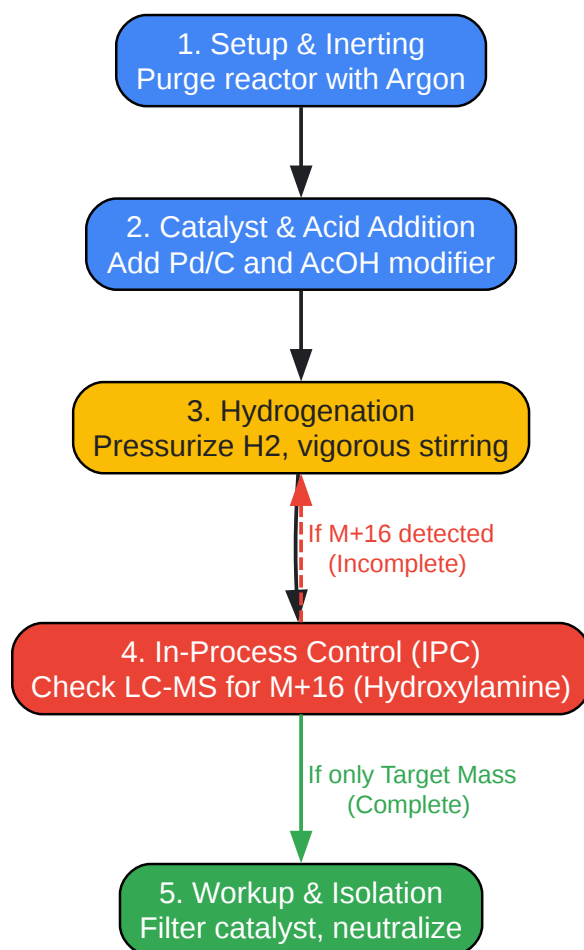 1. Setup & Inerting
Purge reactor with Argon
2. Catalyst & Acid Addition
Add Pd/C and AcOH modifier
3. Hydrogenation
Pressurize H2, vigorous stirring
If M+16 detected
(Incomplete)
4. In-Process Control (IPC)
Check LC-MS for M+16 (Hydroxylamine)
If only Target Mass
(Complete)
5. Workup & Isolation
Filter catalyst, neutralize